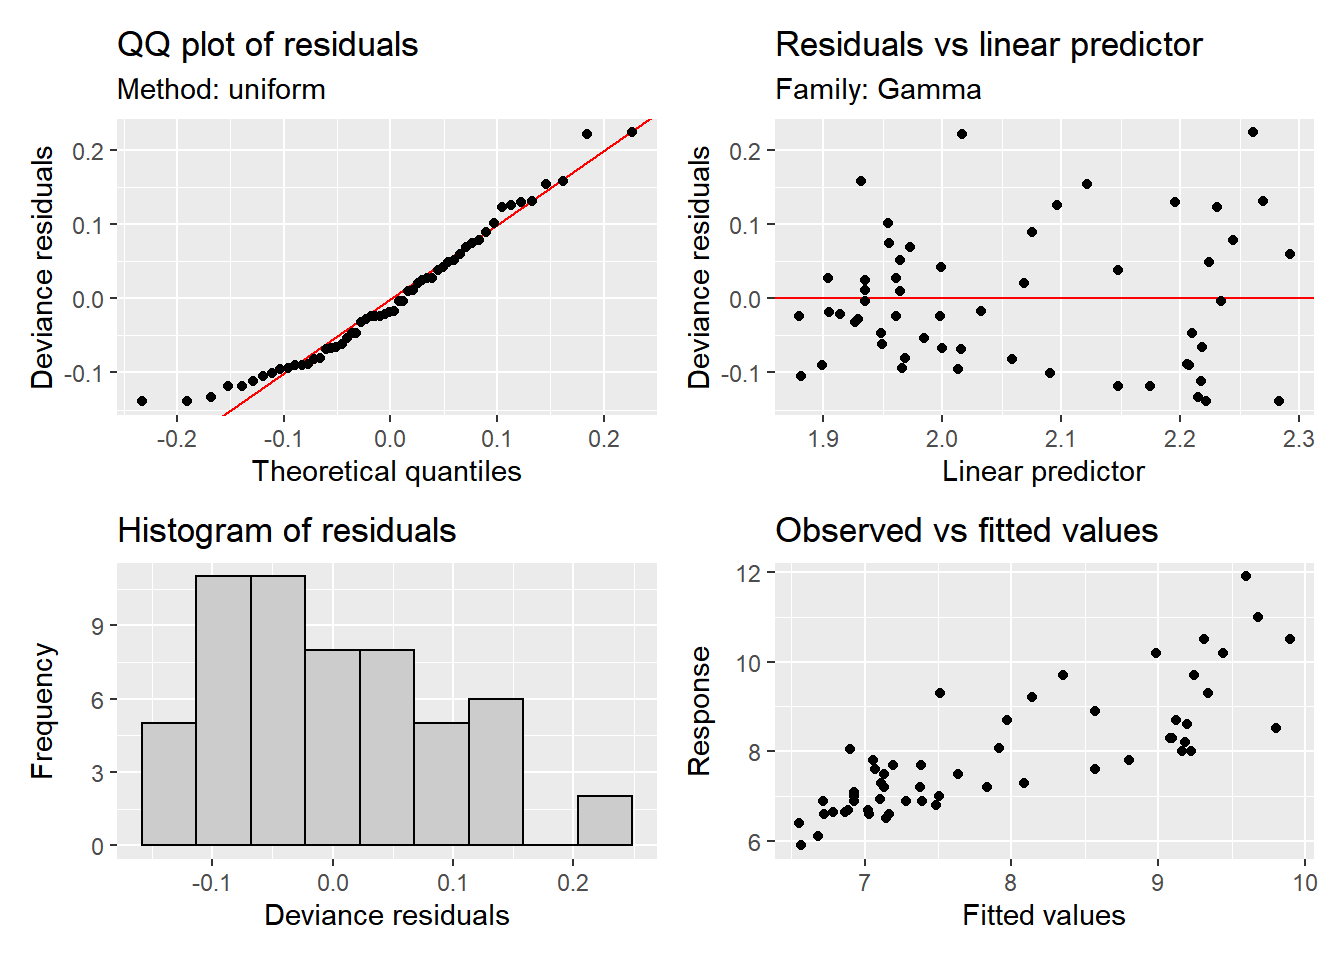 QQ plot of residuals
Method: uniform
Deviance residuals
0.2
0.1
0.0
-0.1
-0.2
-0.1
0.0
0.1
0.2
Theoretical quantiles
Residuals vs linear predictor
Family: Gamma
Deviance residuals
0.2
0.1
0.0
-0.1
1.9
2.0
2.1
2.2
2.3
Linear predictor
Histogram of residuals
Frequency
9
6
3
0
-0.1
0.0
0.1
0.2
Deviance residuals
Observed vs fitted values
Response
12
10
8
6
7
8
9
10
Fitted values